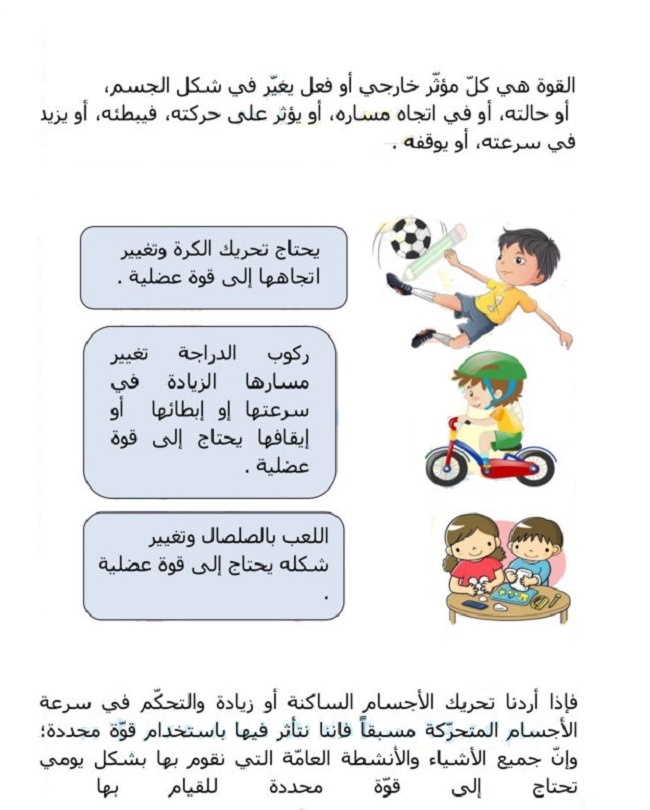 القوة هي كلّ مؤثّر خارجي أو فعل يغيّر في شكل الجسم،
أو حالته، أو في اتجاه مساره، أو يؤثر على حركته، فيبطئه، أو يزيد
في سرعته، أو يوقفه .
يحتاج تحريك الكرة وتغيير
اتجاهها إلى قوة عضلية .
ركوب الدراجة تغيير
مسارها الزيادة في
سرعتها إو إبطائها أو
إيقافها يحتاج إلى قوة
عضلية .
اللعب بالصلصال وتغيير
شكله يحتاج إلى قوة عضلية
.
فإذا أردنا تحريك الأجسام الساكنة أو زيادة والتحكّم في سرعة
الأجسام المتحرّكة مسبقاً فاننا نتأثر فيها باستخدام قوّة محددة؛
وإنّ جميع الأشياء والأنشطة العامّة التي نقوم بها بشكل يومي
تحتاج إلى قوّة محددة للقيام بها